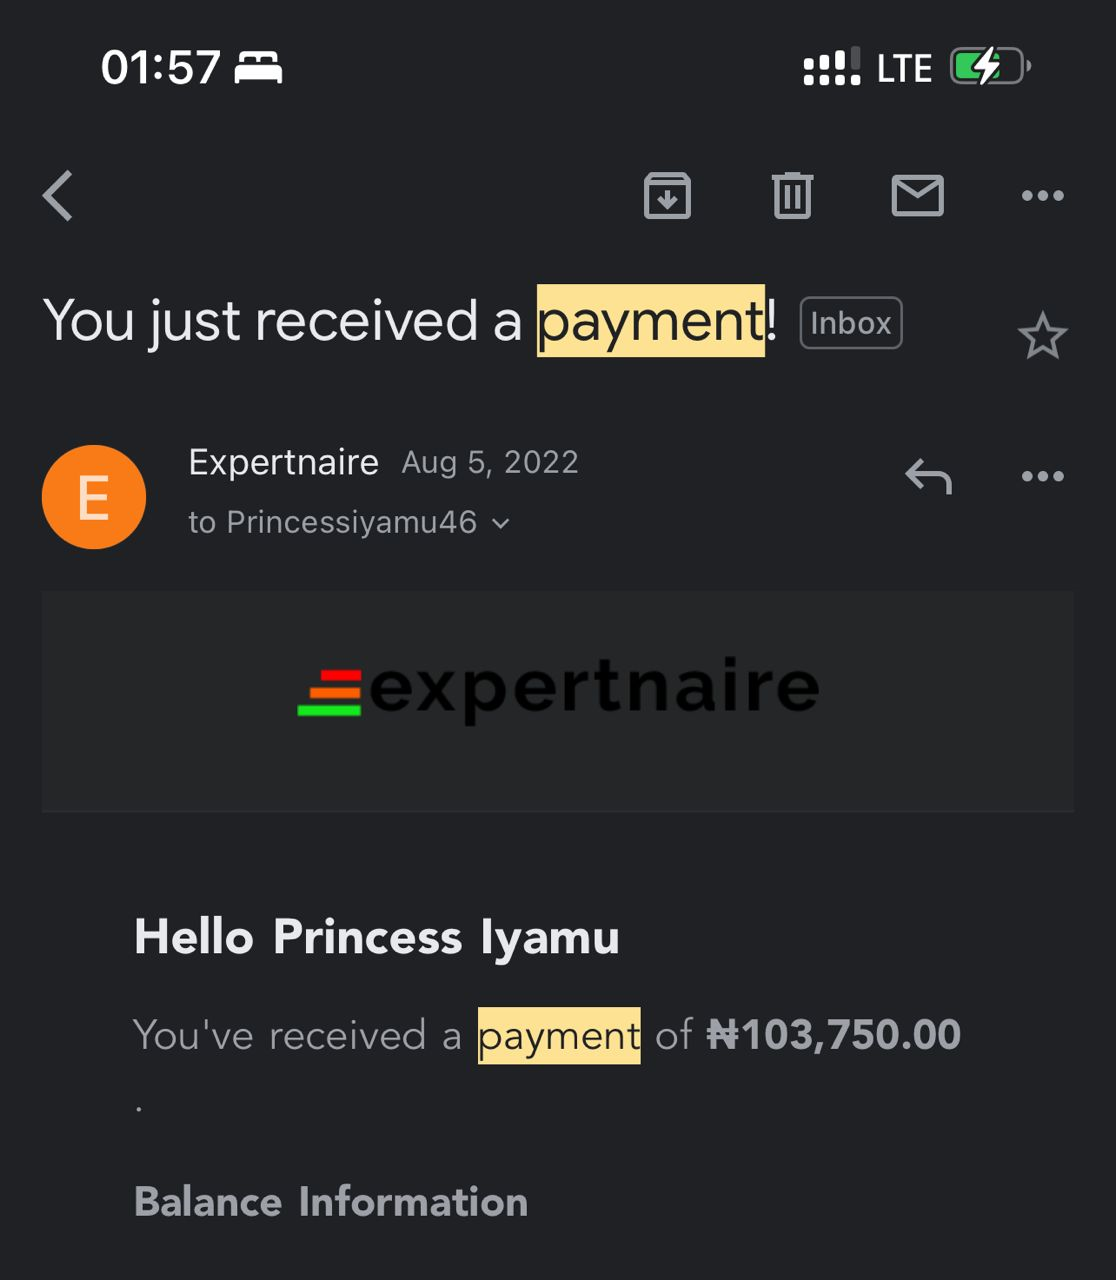 01:57 LTE
You just received a payment! Inbox
E
Expertnaire Aug 5, 2022
to Princessiyamu46
expertnaire
Hello Princess Iyamu
You've received a payment of ₦103,750.00
.
Balance Information